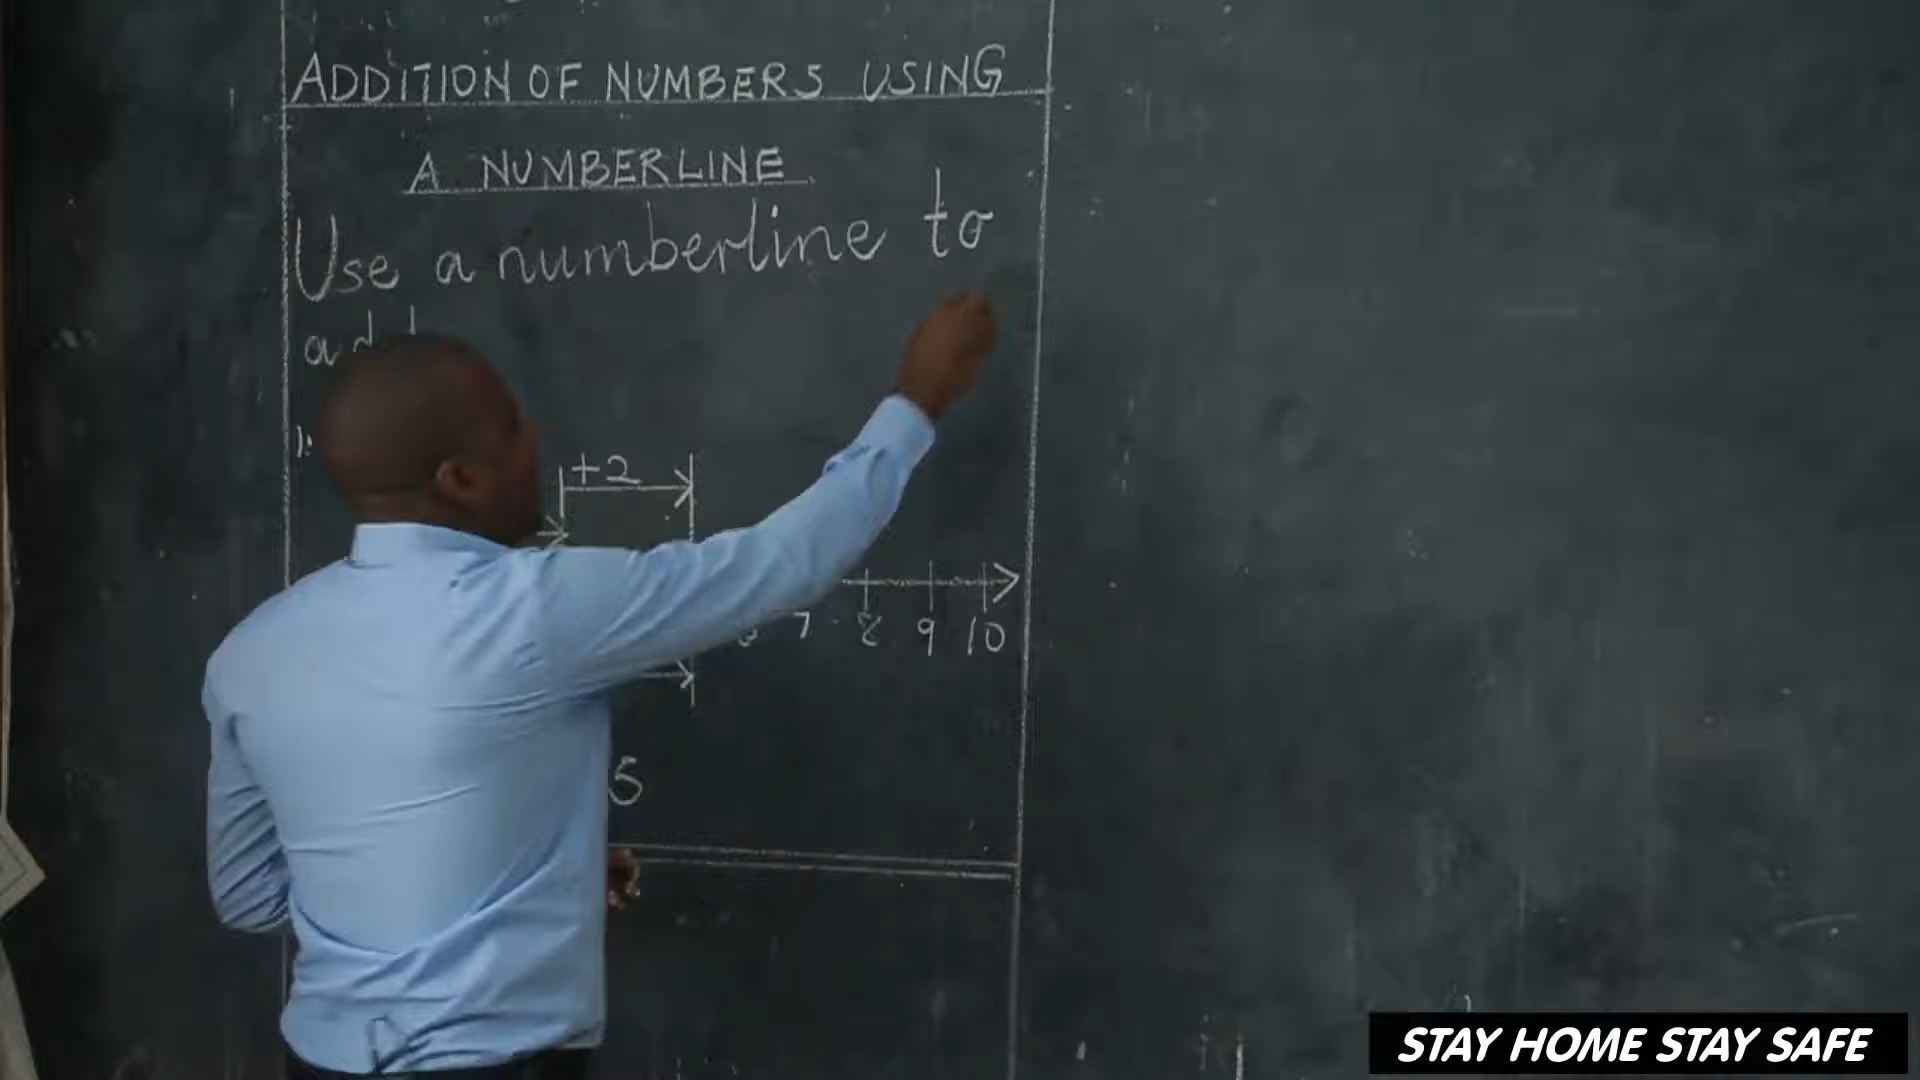 ADDITION OF NUMBERS USING
A NUMBERLINE.
Use a numberline to
+2
7 8 9 10
5
STAY HOME STAY SAFE